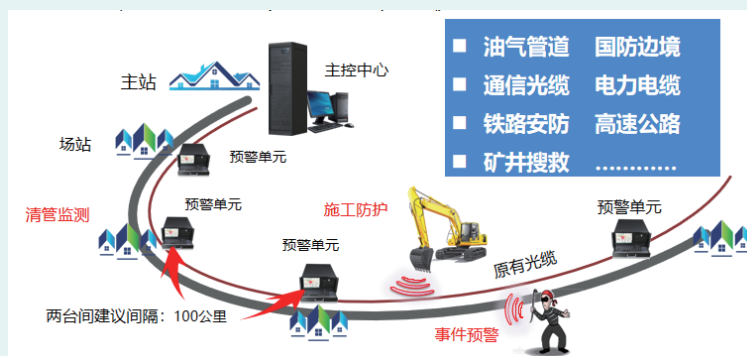 主站
主控中心
■ 油气管道 国防边境
■ 通信光缆 电力电缆
■ 铁路安防 高速公路
■ 矿井搜救 …………
场站
预警单元
清管监测
预警单元
施工防护
预警单元
预警单元
原有光缆
两台间建议间隔：100公里
事件预警